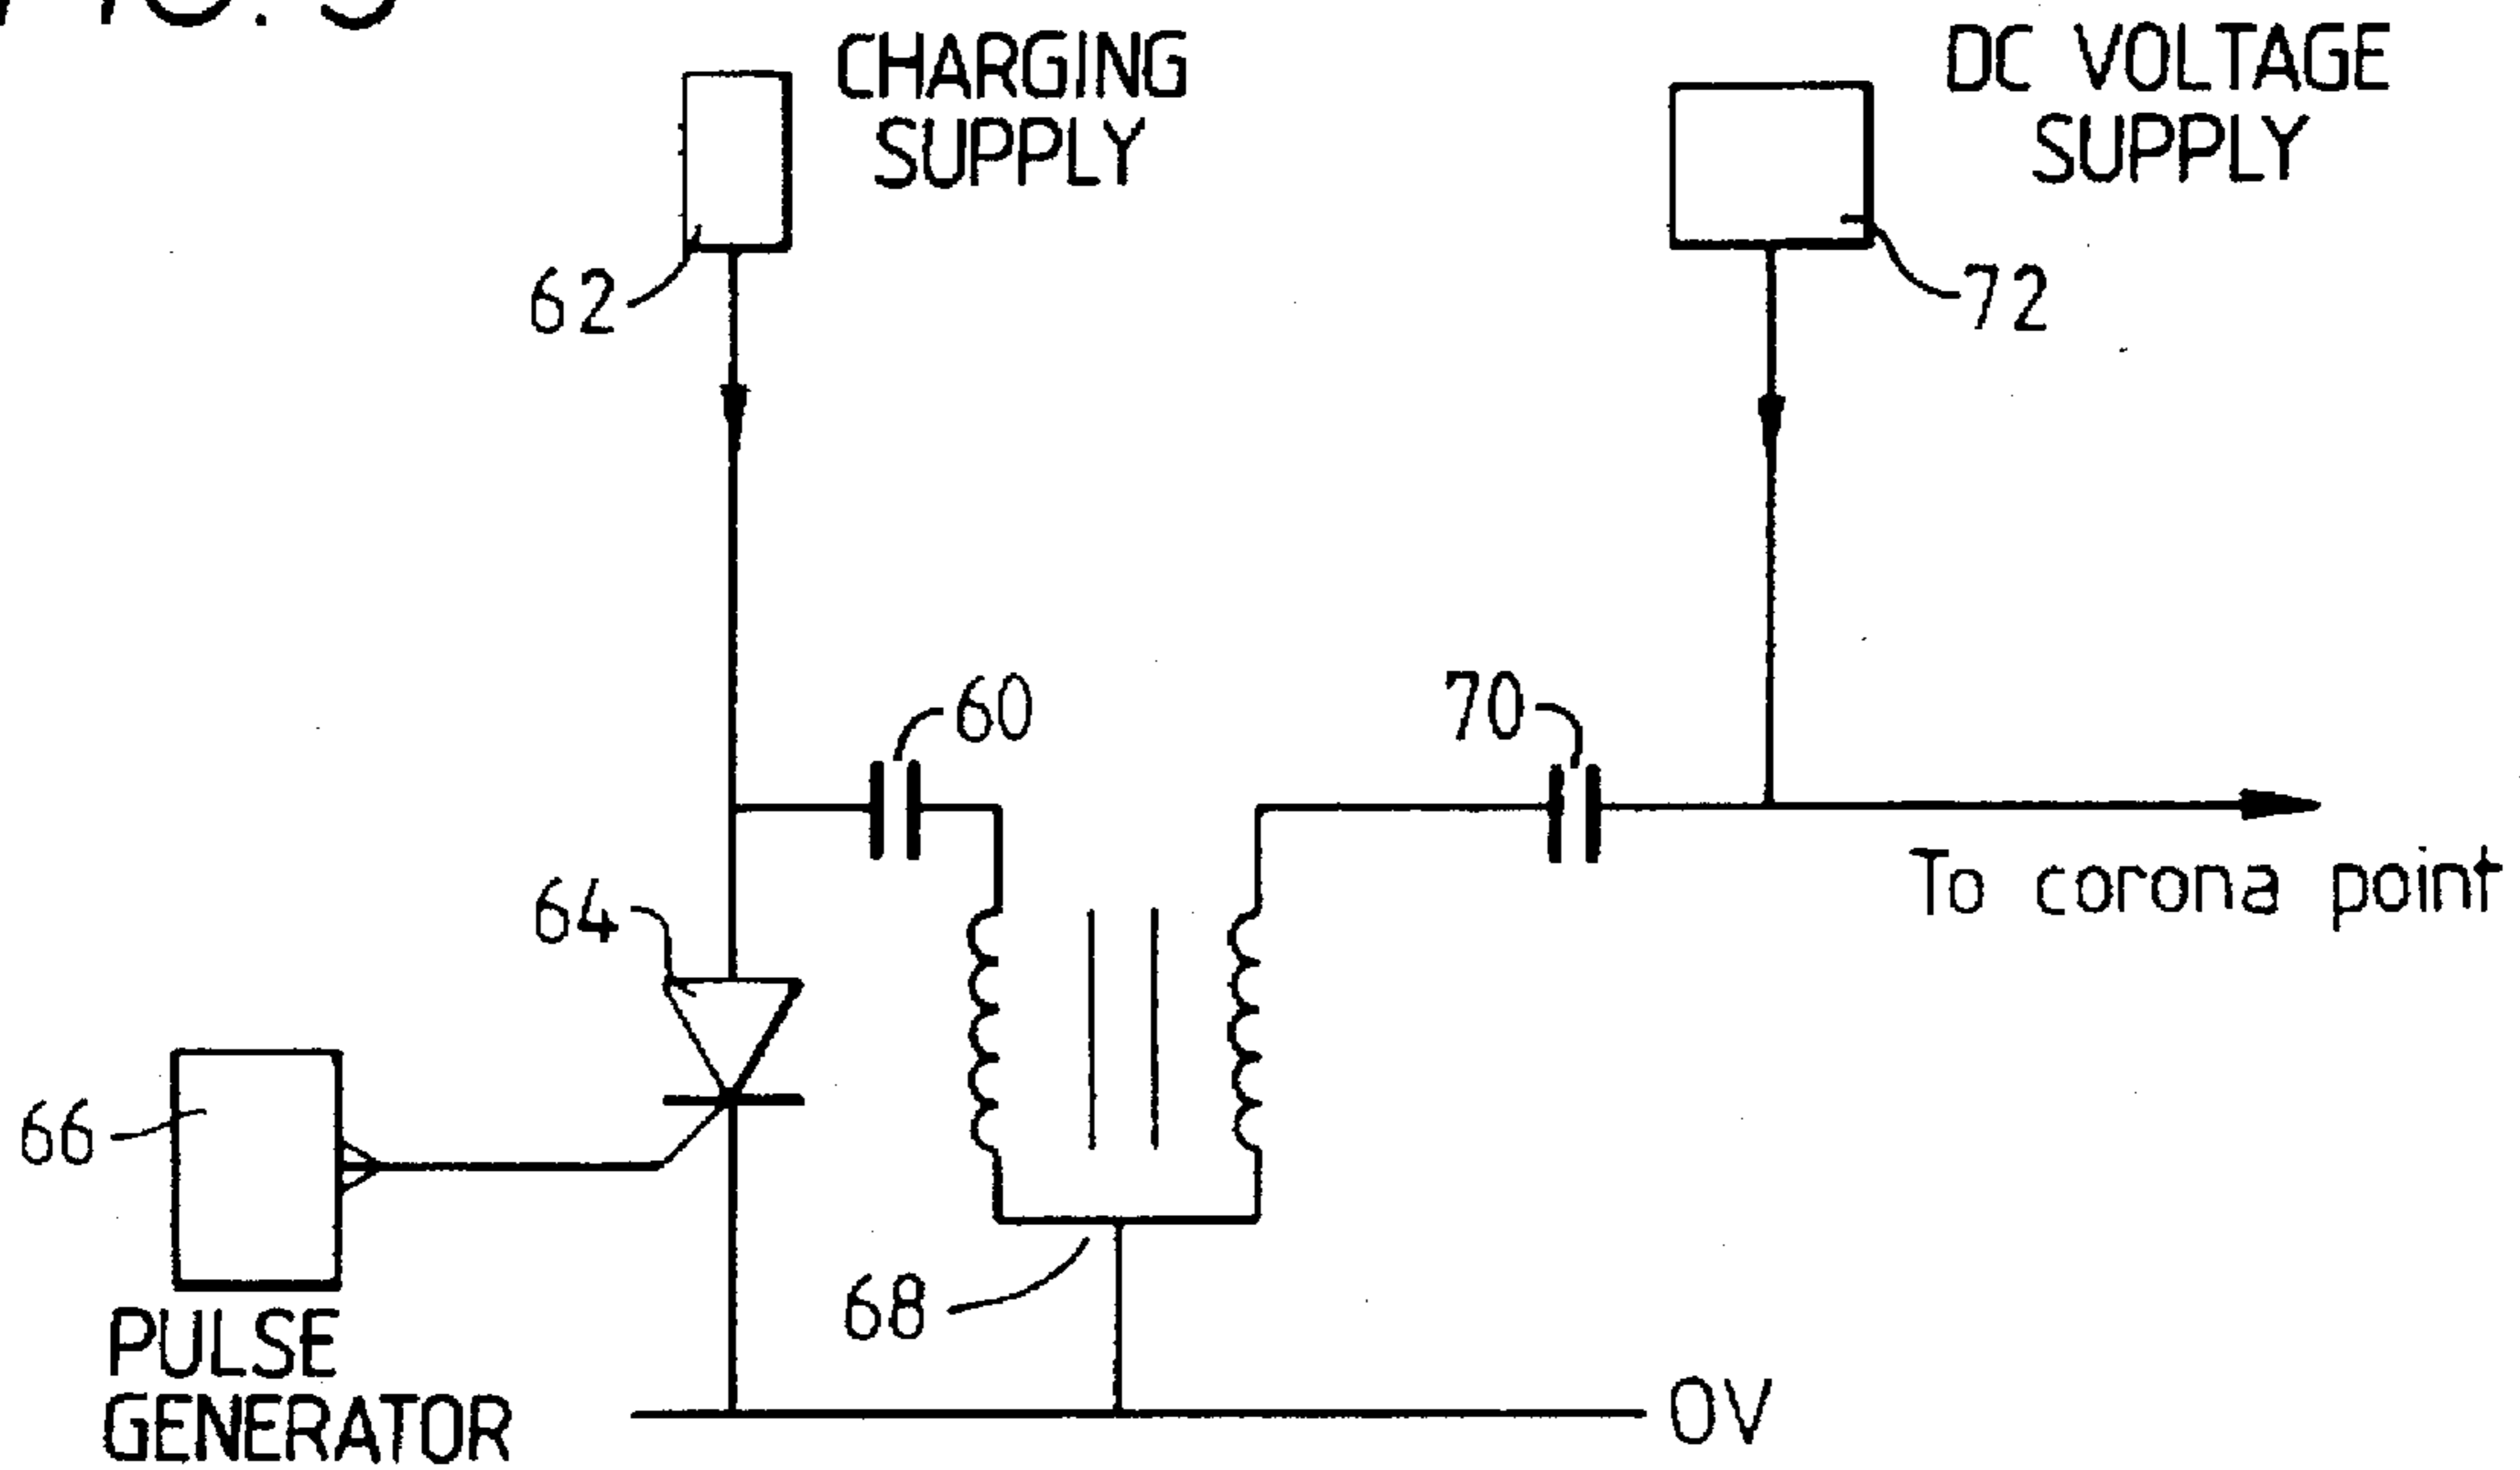 CHARGING
SUPPLY
DC VOLTAGE
SUPPLY
62
72
60
70
64
To corona point
66
68
PULSE
GENERATOR
0V